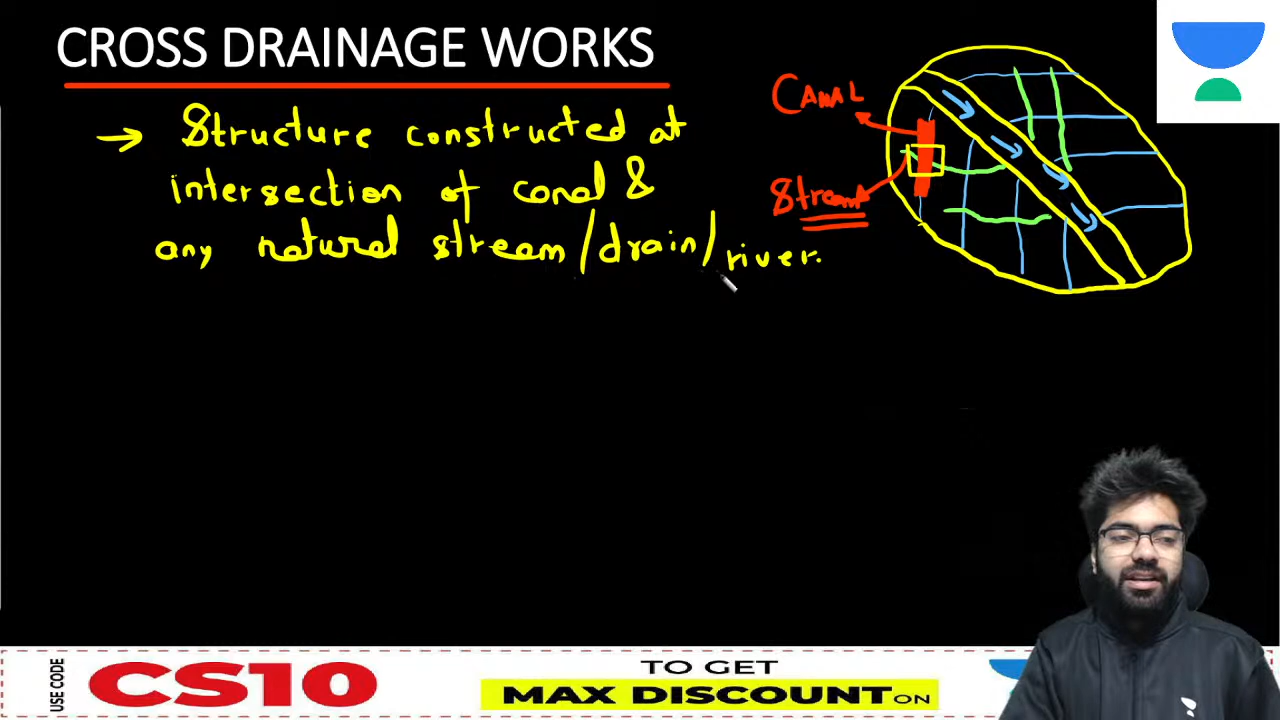 CROSS DRAINAGE WORKS
→ Structure constructed at
intersection of canal &
any natural stream/drain/river.
CANAL
Stream
USE CODE
CS10
TO GET
MAX DISCOUNT ON